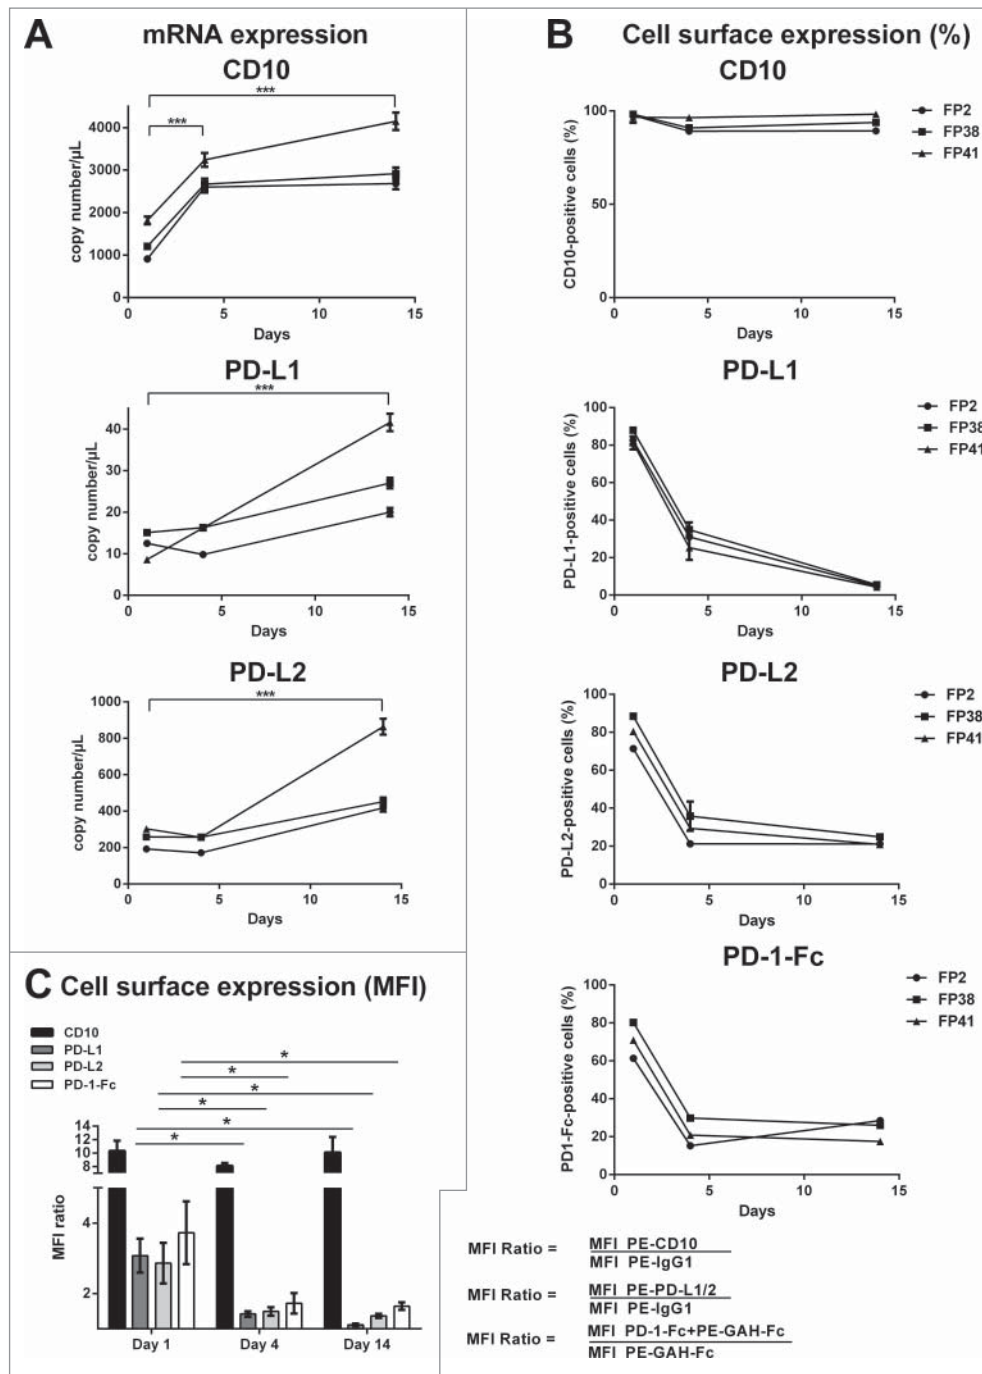 A
mRNA expression
CD10
***
***
4000
3000
2000
1000
0
copy number/µL
0 5 10 15
Days
PD-L1
***
40
30
20
10
0
copy number/µL
0 5 10 15
Days
PD-L2
***
1000
800
600
400
200
0
copy number/µL
0 5 10 15
Days
B
Cell surface expression (%)
CD10
100
50
0
CD10-positive cells (%)
0 5 10 15
Days
FP2
FP38
FP41
PD-L1
100
80
60
40
20
0
PD-L1-positive cells (%)
0 5 10 15
Days
FP2
FP38
FP41
PD-L2
100
80
60
40
20
0
PD-L2-positive cells (%)
0 5 10 15
Days
FP2
FP38
FP41
PD-1-Fc
100
80
60
40
20
0
PD1-Fc-positive cells (%)
0 5 10 15
Days
FP2
FP38
FP41
C Cell surface expression (MFI)
CD10
PD-L1
PD-L2
PD-1-Fc
*
*
*
*
*
*
14
12
10
8
4
2
MFI ratio
Day 1 Day 4 Day 14
MFI Ratio = MFI PE-CD10
MFI PE-IgG1
MFI Ratio = MFI PE-PD-L1/2
MFI PE-IgG1
MFI Ratio = MFI PD-1-Fc+PE-GAH-Fc
MFI PE-GAH-Fc